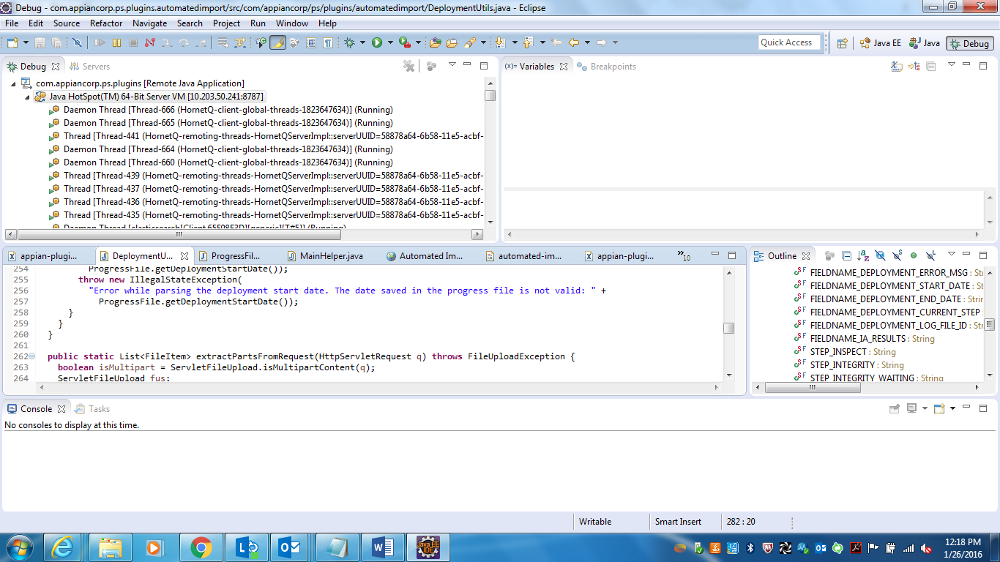 Debug - com.appiancorp.ps.plugins.automatedimport/src/com/appiancorp/ps/plugins/automatedimport/DeploymentUtils.java - Eclipse
File Edit Source Refactor Navigate Search Project Run Window Help
Quick Access Java EE Java Debug
Debug Servers
com.appiancorp.ps.plugins [Remote Java Application]
Java HotSpot(TM) 64-Bit Server VM [10.203.50.241:8787]
Daemon Thread [Thread-666 (HornetQ-client-global-threads-1823647634)] (Running)
Daemon Thread [Thread-665 (HornetQ-client-global-threads-1823647634)] (Running)
Thread [Thread-441 (HornetQ-remoting-threads-HornetQServerImpl::serverUUID=58878a64-6b58-11e5-acbf-
Daemon Thread [Thread-664 (HornetQ-client-global-threads-1823647634)] (Running)
Daemon Thread [Thread-660 (HornetQ-client-global-threads-1823647634)] (Running)
Thread [Thread-439 (HornetQ-remoting-threads-HornetQServerImpl::serverUUID=58878a64-6b58-11e5-acbf-
Thread [Thread-437 (HornetQ-remoting-threads-HornetQServerImpl::serverUUID=58878a64-6b58-11e5-acbf-
Thread [Thread-436 (HornetQ-remoting-threads-HornetQServerImpl::serverUUID=58878a64-6b58-11e5-acbf-
Thread [Thread-435 (HornetQ-remoting-threads-HornetQServerImpl::serverUUID=58878a64-6b58-11e5-acbf-
(x)= Variables Breakpoints
appian-plugi... DeploymentU... ProgressFil... MainHelper.java Automated Im... automated-im... appian-plugi... »10
254 ProgressFile.getDeploymentStartDate());
255 throw new IllegalStateException(
256 "Error while parsing the deployment start date. The date saved in the progress file is not valid: " +
257 ProgressFile.getDeploymentStartDate());
258 }
259 }
260 }
261
262 public static List<FileItem> extractPartsFromRequest(HttpServletRequest q) throws FileUploadException {
263 boolean isMultipart = ServletFileUpload.isMultipartContent(q);
264 ServletFileUpload fus;
Outline
FIELDNAME_DEPLOYMENT_ERROR_MSG : Stri
FIELDNAME_DEPLOYMENT_START_DATE : Stri
FIELDNAME_DEPLOYMENT_END_DATE : Strin
FIELDNAME_DEPLOYMENT_CURRENT_STEP
FIELDNAME_DEPLOYMENT_LOG_FILE_ID : Stri
FIELDNAME_IA_RESULTS : String
STEP_INSPECT : String
STEP_INTEGRITY : String
STEP_INTEGRITY_WAITING : String
Console Tasks
No consoles to display at this time.
Writable Smart Insert 282 : 20
12:18 PM
1/26/2016